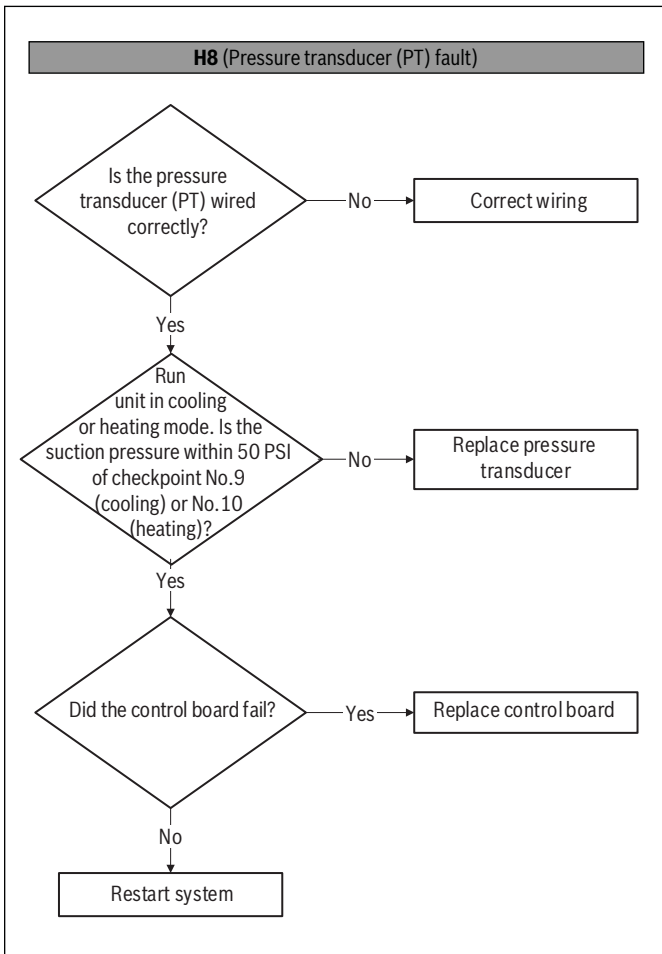 H8 (Pressure transducer (PT) fault)
Is the pressure
transducer (PT) wired
correctly?
No
Correct wiring
Yes
Run
unit in cooling
or heating mode. Is the
suction pressure within 50 PSI
of checkpoint No.9
(cooling) or No.10
(heating)?
No
Replace pressure
transducer
Yes
Did the control board fail?
Yes
Replace control board
No
Restart system